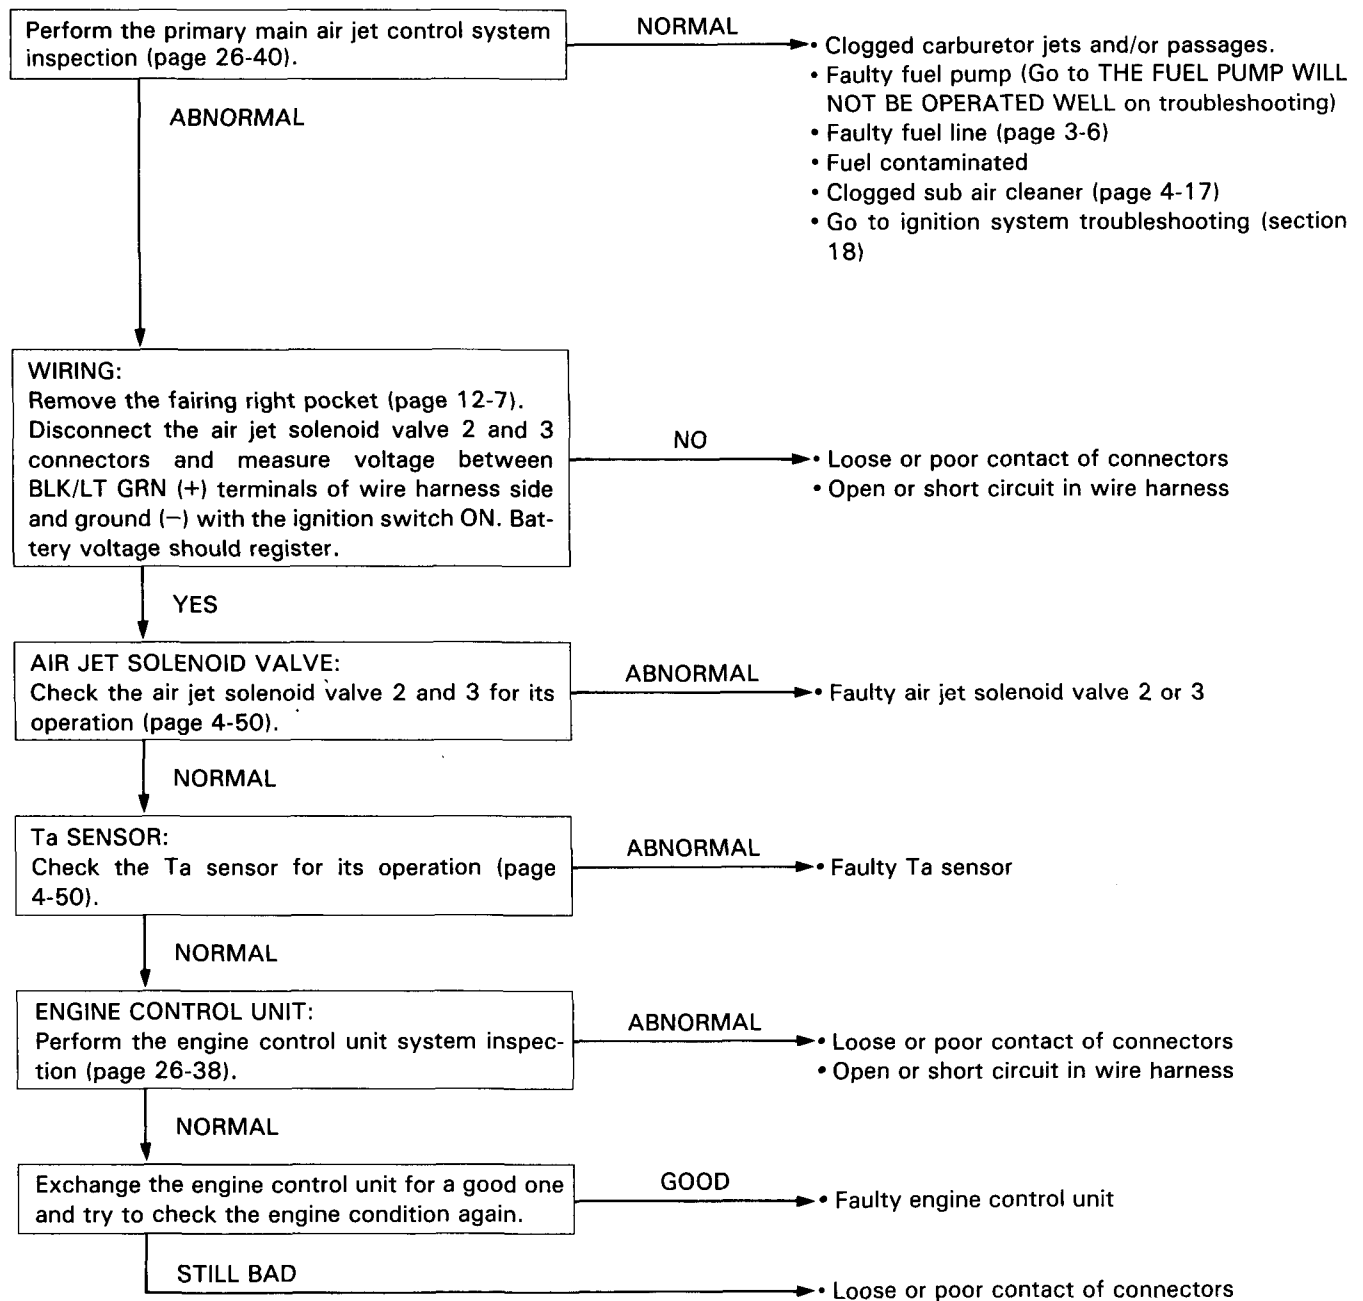 Perform the primary main air jet control system
inspection (page 26-40).
NORMAL
• Clogged carburetor jets and/or passages.
• Faulty fuel pump (Go to THE FUEL PUMP WILL
NOT BE OPERATED WELL on troubleshooting)
• Faulty fuel line (page 3-6)
• Fuel contaminated
• Clogged sub air cleaner (page 4-17)
• Go to ignition system troubleshooting (section
18)
ABNORMAL
WIRING:
Remove the fairing right pocket (page 12-7).
Disconnect the air jet solenoid valve 2 and 3
connectors and measure voltage between
BLK/LT GRN (+) terminals of wire harness side
and ground (−) with the ignition switch ON. Bat-
tery voltage should register.
NO
• Loose or poor contact of connectors
• Open or short circuit in wire harness
YES
AIR JET SOLENOID VALVE:
Check the air jet solenoid valve 2 and 3 for its
operation (page 4-50).
ABNORMAL
• Faulty air jet solenoid valve 2 or 3
NORMAL
Ta SENSOR:
Check the Ta sensor for its operation (page
4-50).
ABNORMAL
• Faulty Ta sensor
NORMAL
ENGINE CONTROL UNIT:
Perform the engine control unit system inspec-
tion (page 26-38).
ABNORMAL
• Loose or poor contact of connectors
• Open or short circuit in wire harness
NORMAL
Exchange the engine control unit for a good one
and try to check the engine condition again.
GOOD
• Faulty engine control unit
STILL BAD
• Loose or poor contact of connectors